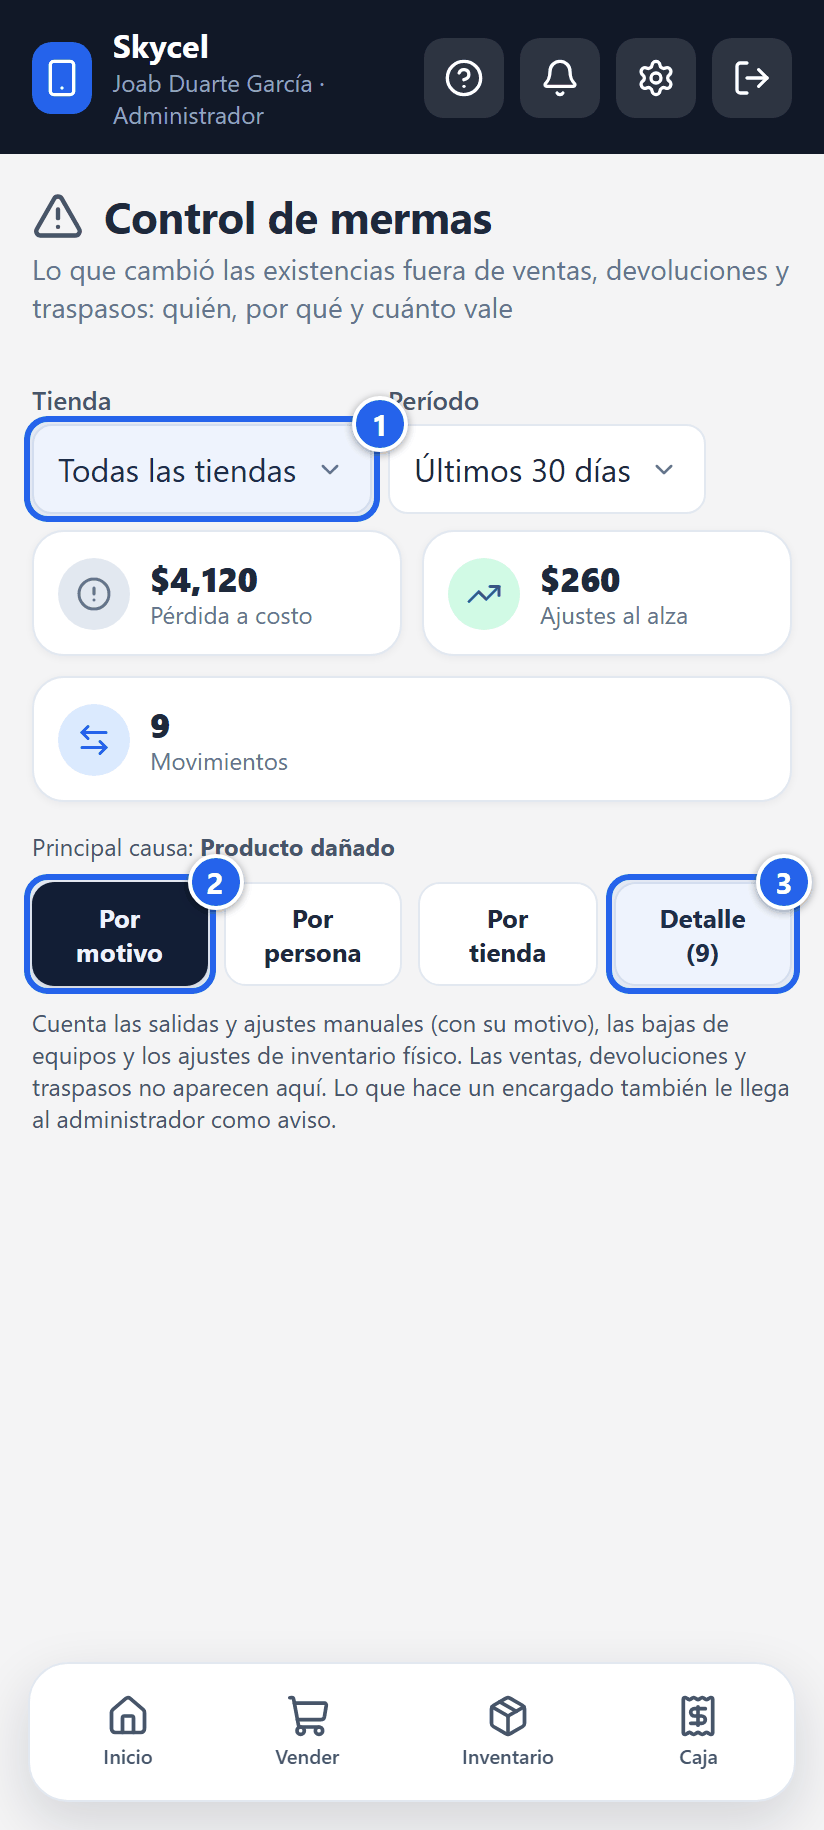 Skycel
Joab Duarte García ·
Administrador
Control de mermas
Lo que cambió las existencias fuera de ventas, devoluciones y
traspasos: quién, por qué y cuánto vale
Tienda
Período
1
Todas las tiendas
Últimos 30 días
$4,120
Pérdida a costo
$260
Ajustes al alza
9
Movimientos
Principal causa: Producto dañado
2
3
Por
motivo
Por
persona
Por
tienda
Detalle
(9)
Cuenta las salidas y ajustes manuales (con su motivo), las bajas de
equipos y los ajustes de inventario físico. Las ventas, devoluciones y
traspasos no aparecen aquí. Lo que hace un encargado también le llega
al administrador como aviso.
Inicio
Vender
Inventario
Caja